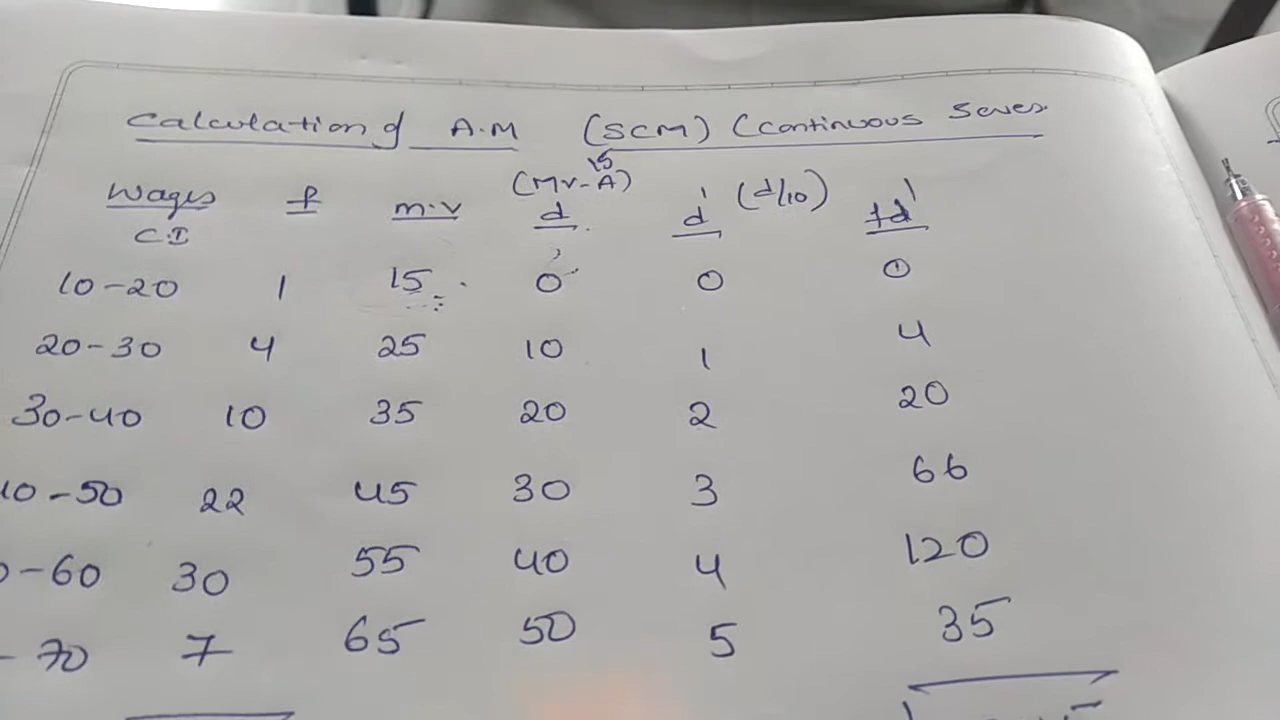 Calculation of A.M (SCM) (Continuous Series
Wages f m.v (Mv-A) 15 d' (d/10) fd'
C.I d
10-20 1 15 0 0 0
20-30 4 25 10 1 4
30-40 10 35 20 2 20
10-50 22 45 30 3 66
-60 30 55 40 4 120
- 70 7 65 50 5 35